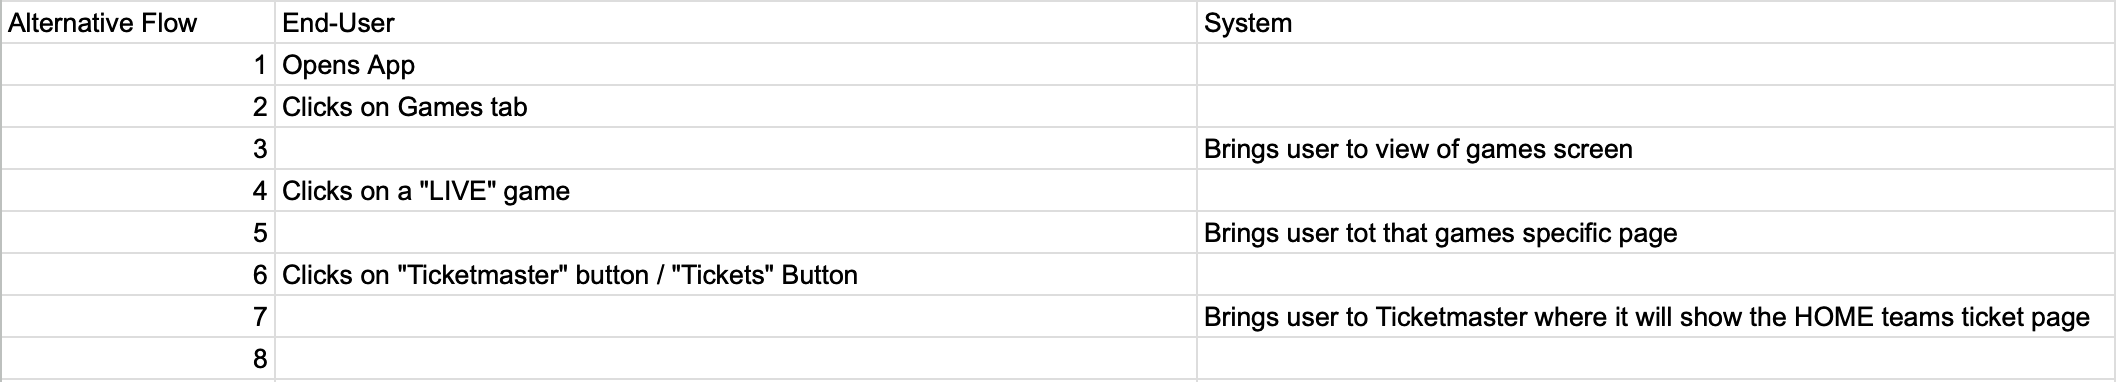 Alternative Flow End-User System
1 Opens App
2 Clicks on Games tab
3 Brings user to view of games screen
4 Clicks on a "LIVE" game
5 Brings user tot that games specific page
6 Clicks on "Ticketmaster" button / "Tickets" Button
7 Brings user to Ticketmaster where it will show the HOME teams ticket page
8